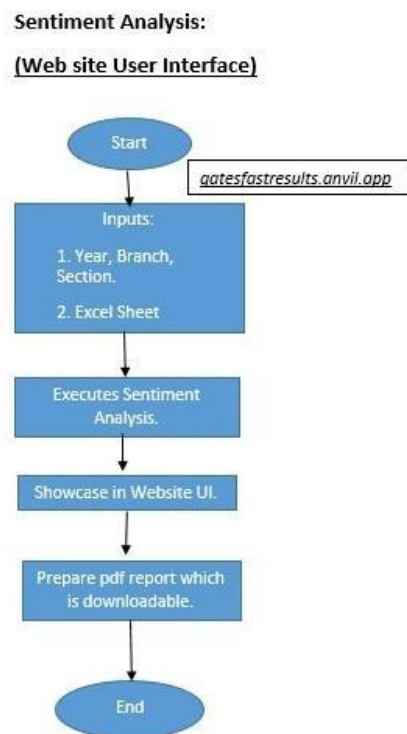 Sentiment Analysis:
(Web site User Interface)
Start
gatesfastresults.anvil.app
Inputs:
1. Year, Branch,
Section.
2. Excel Sheet
Executes Sentiment
Analysis.
Showcase in Website UI.
Prepare pdf report which
is downloadable.
End